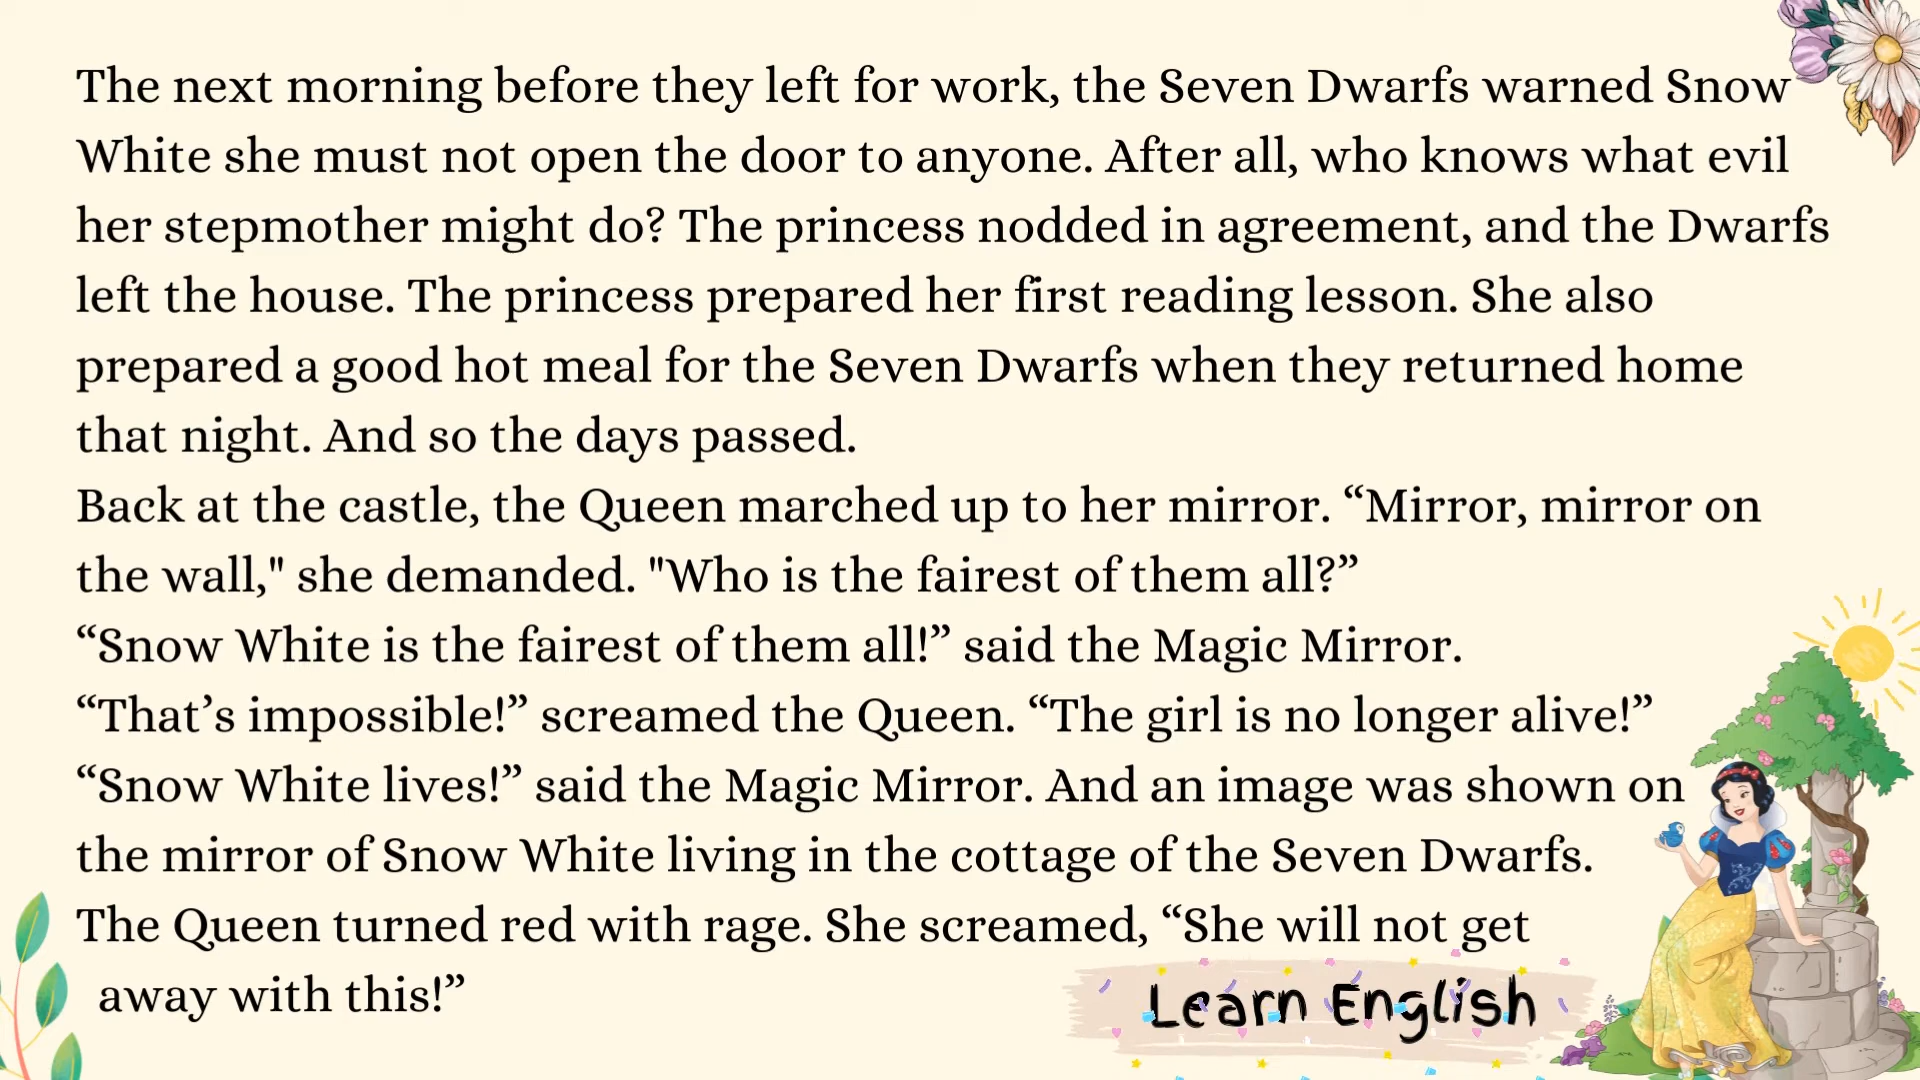 The next morning before they left for work, the Seven Dwarfs warned Snow
White she must not open the door to anyone. After all, who knows what evil
her stepmother might do? The princess nodded in agreement, and the Dwarfs
left the house. The princess prepared her first reading lesson. She also
prepared a good hot meal for the Seven Dwarfs when they returned home
that night. And so the days passed.
Back at the castle, the Queen marched up to her mirror. “Mirror, mirror on
the wall," she demanded. "Who is the fairest of them all?”
“Snow White is the fairest of them all!” said the Magic Mirror.
“That’s impossible!” screamed the Queen. “The girl is no longer alive!”
“Snow White lives!” said the Magic Mirror. And an image was shown on
the mirror of Snow White living in the cottage of the Seven Dwarfs.
The Queen turned red with rage. She screamed, “She will not get
away with this!”
Learn English